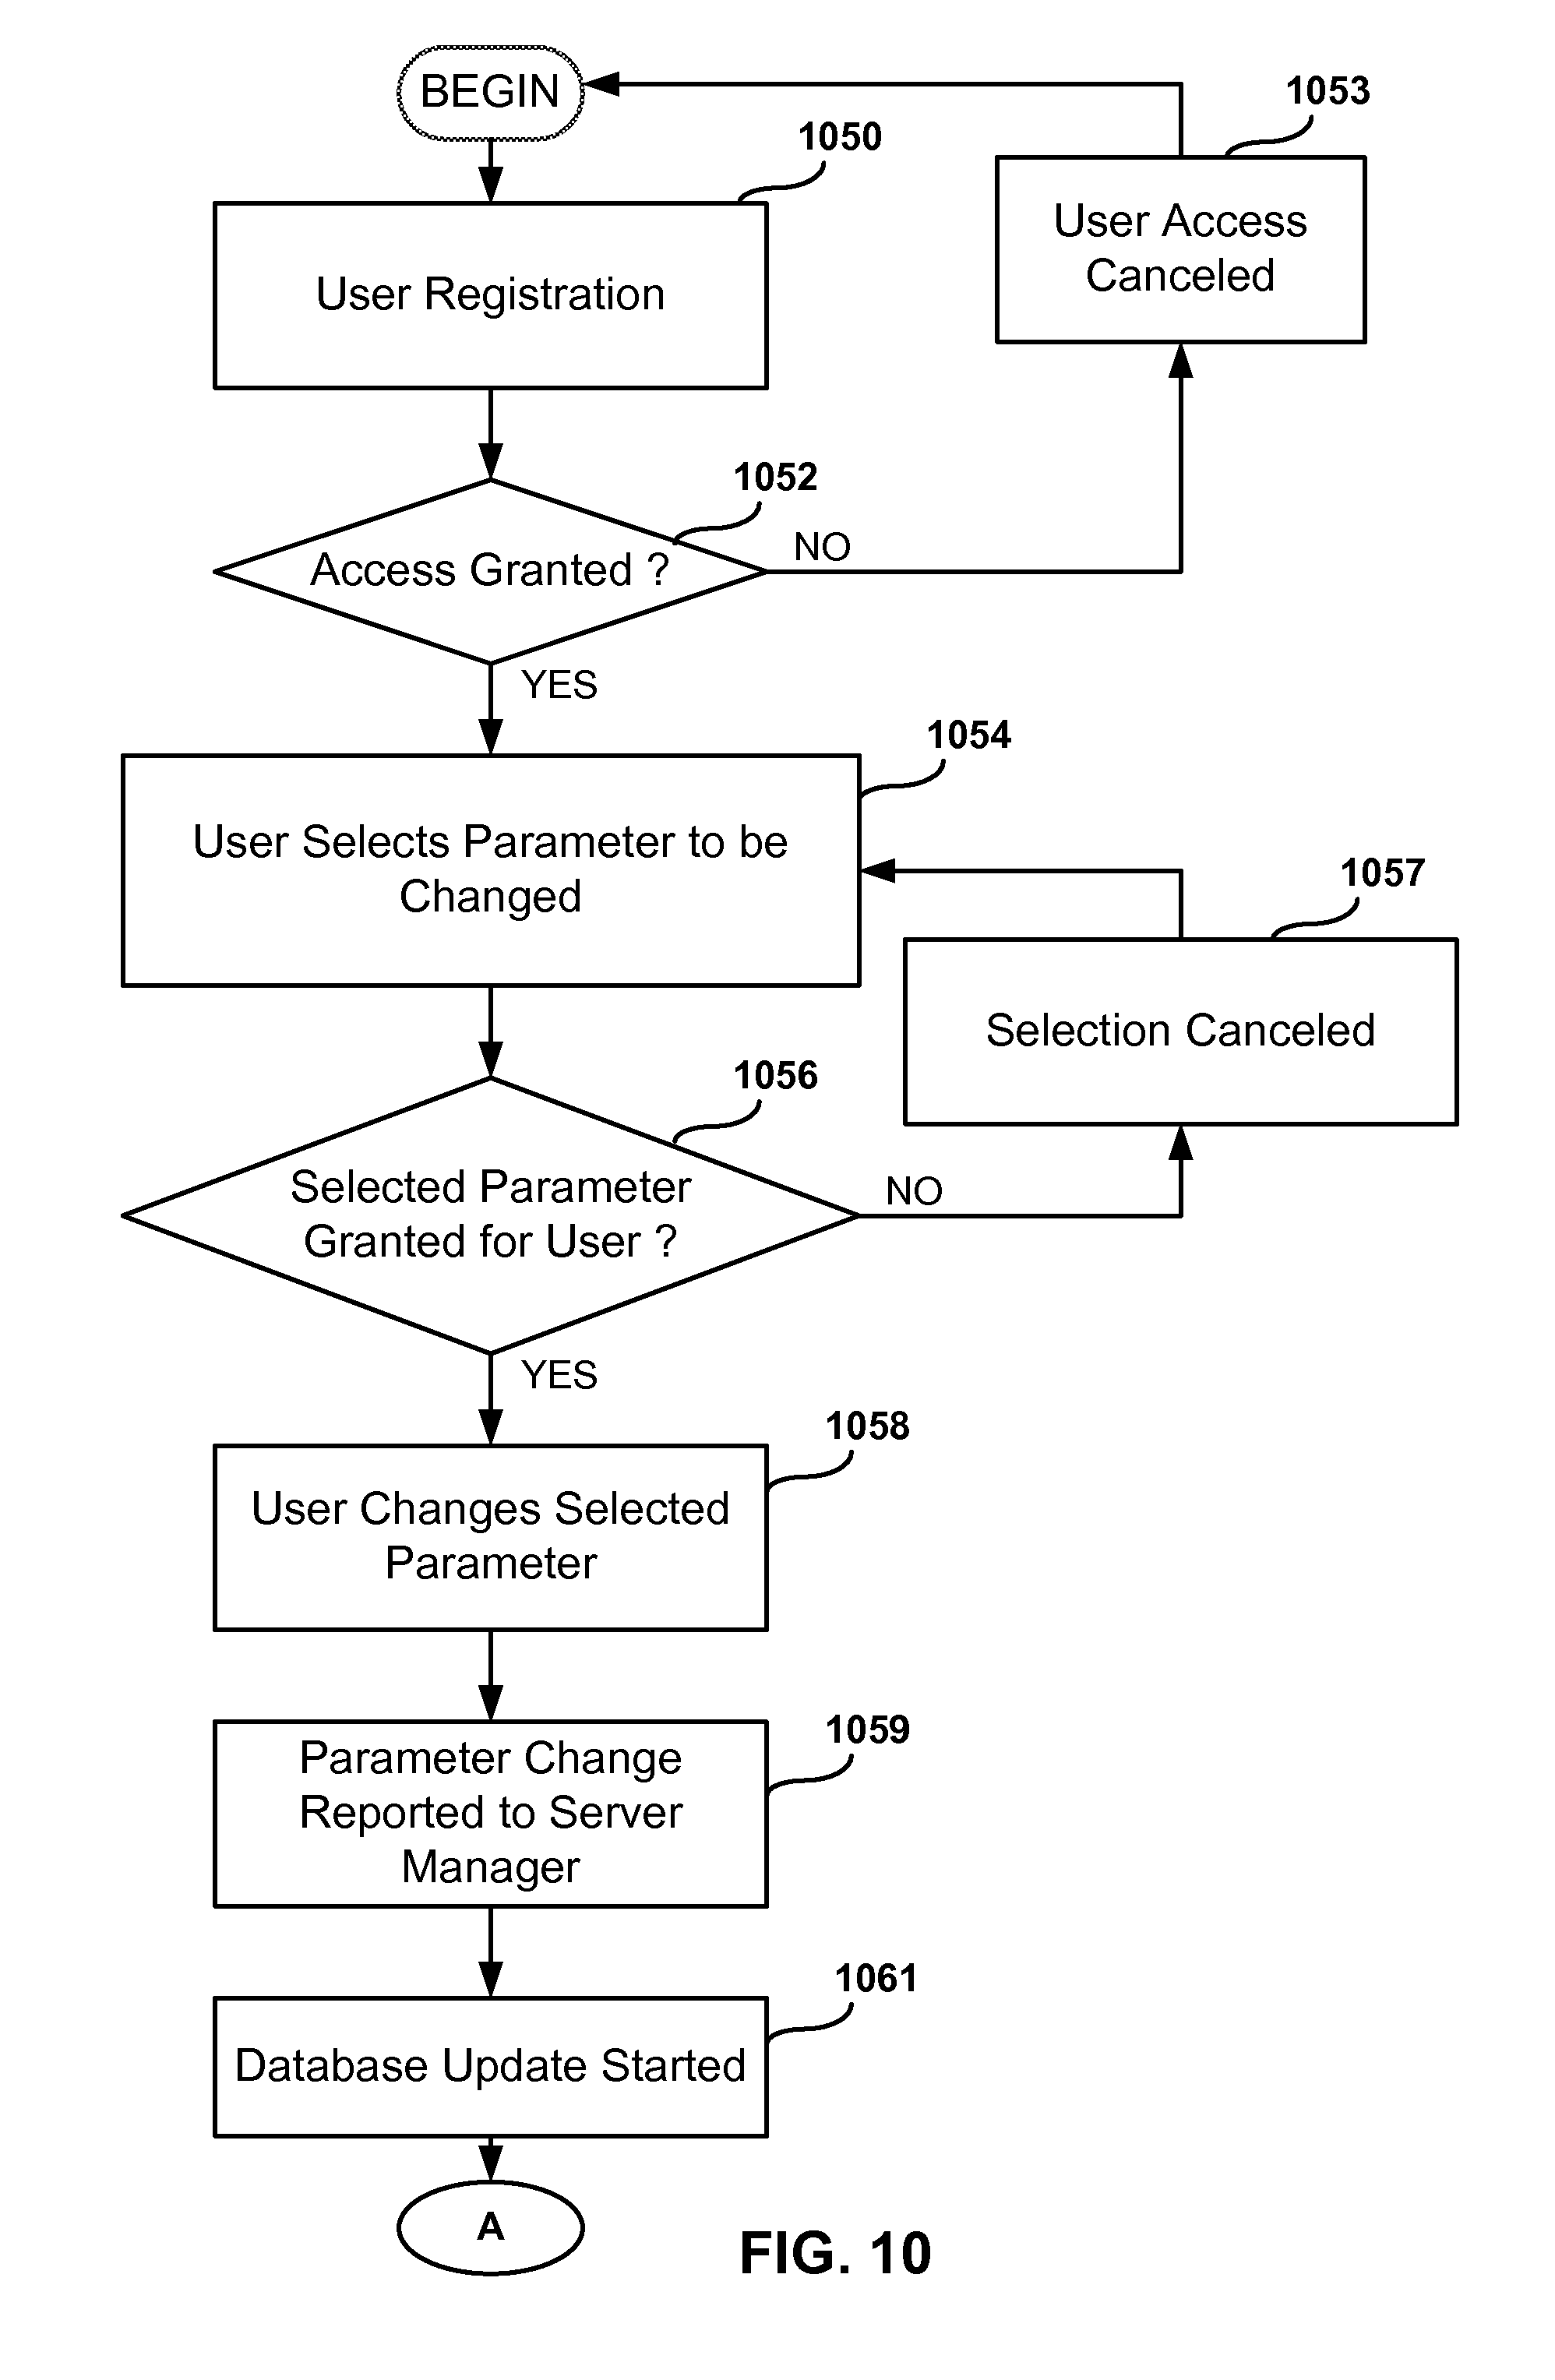 BEGIN
1053
1050
User Access
Canceled
User Registration
1052
Access Granted ?
NO
YES
1054
User Selects Parameter to be
Changed
1057
Selection Canceled
1056
Selected Parameter
Granted for User ?
NO
YES
1058
User Changes Selected
Parameter
1059
Parameter Change
Reported to Server
Manager
1061
Database Update Started
A
FIG. 10